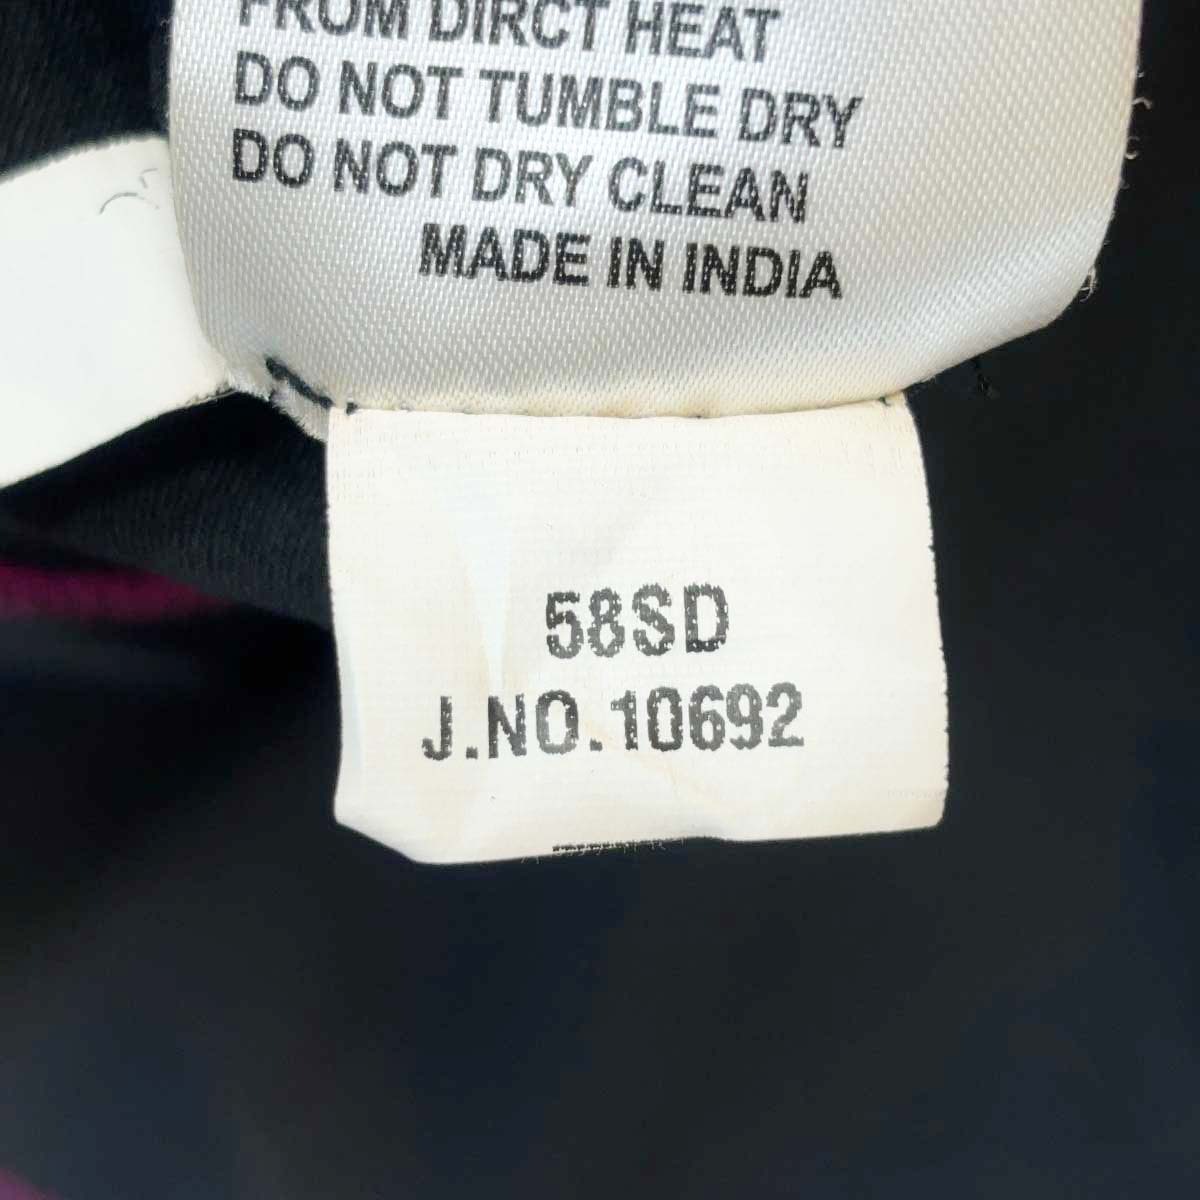 FROM DIRCT HEAT
DO NOT TUMBLE DRY
DO NOT DRY CLEAN
MADE IN INDIA
58SD
J.NO.10692